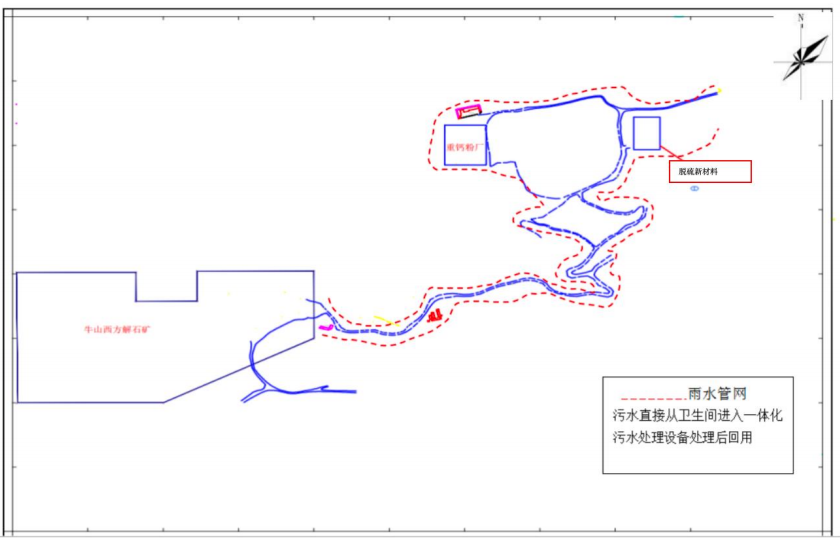 N
重钙粉厂
脱硫新材料
牛山西方解石矿
雨水管网
污水直接从卫生间进入一体化
污水处理设备处理后回用